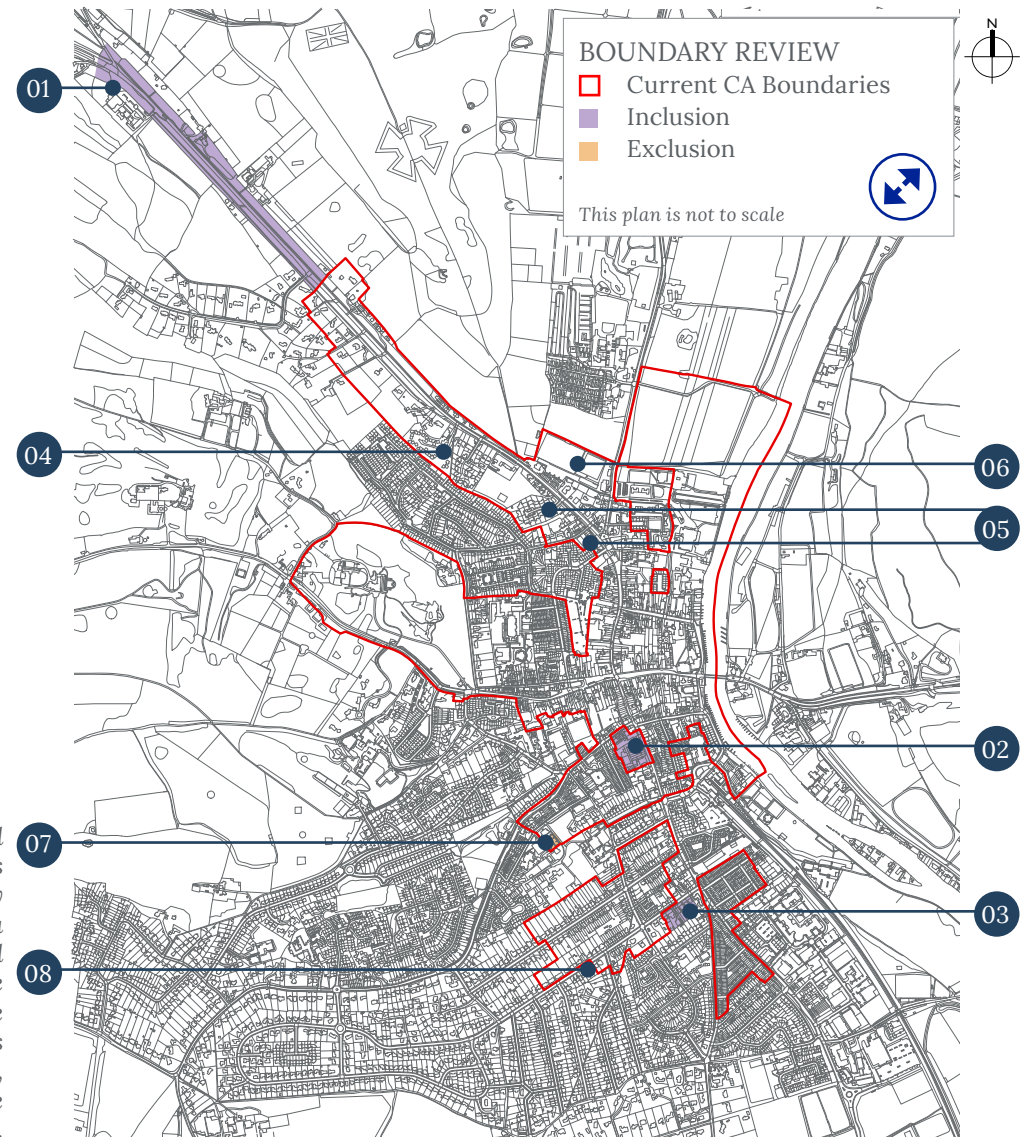 N
BOUNDARY REVIEW
Current CA Boundaries
Inclusion
Exclusion
This plan is not to scale
01
04
06
05
02
07
03
08